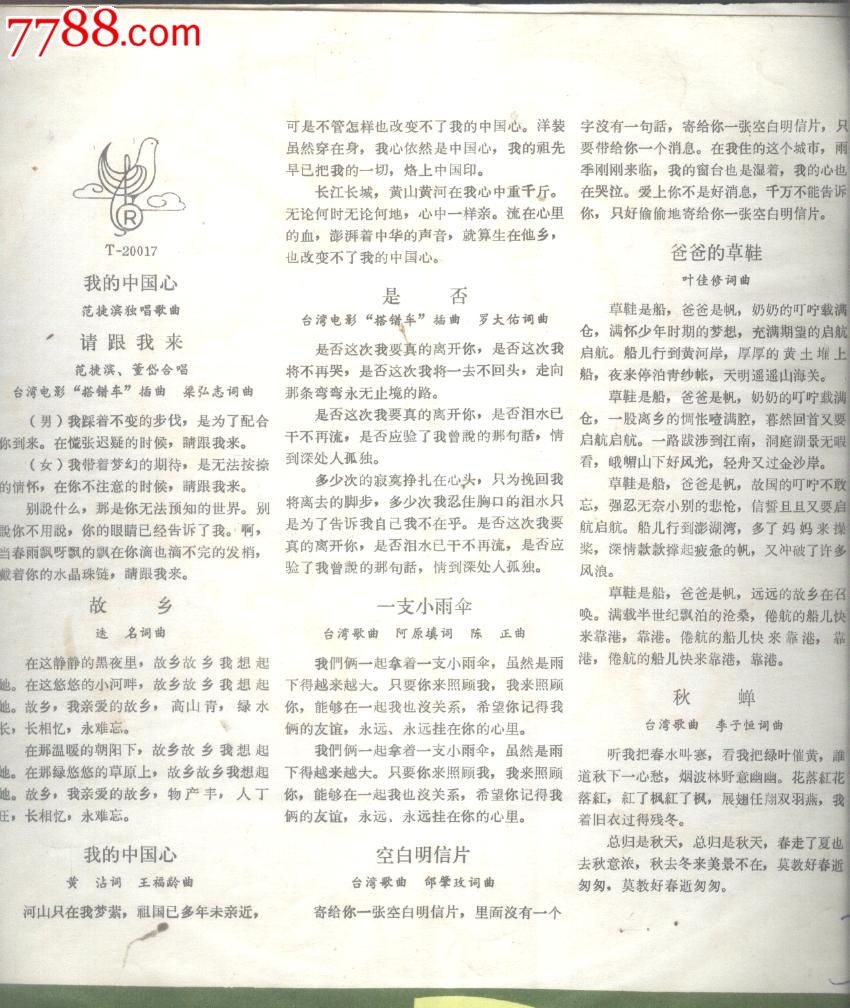 7788.com
R
T-20017
我的中国心
范捷滨独唱歌曲
请跟我来
范捷滨、董岱合唱
台湾电影“搭错车”插曲 梁弘志词曲
（男）我踩着不变的步伐，是为了配合
你到来。在慌张迟疑的时候，請跟我来。
（女）我带着梦幻的期待，是无法按捺
的情怀，在你不注意的时候，請跟我来。
别説什么，那是你无法预知的世界。别
説你不用説，你的眼睛已经告诉了我。啊，
当春雨飘呀飘的飘在你滴也滴不完的发梢，
戴着你的水晶珠链，請跟我来。
故 乡
迭 名词曲
在这静静的黑夜里，故乡故乡我想起
她。在这悠悠的小河畔，故乡故乡我想起
她。故乡，我亲爱的故乡，高山青，绿水
长，长相忆，永难忘。
在那温暖的朝阳下，故乡故乡我想起
她。在那绿悠悠的草原上，故乡故乡我想起
她。故乡，我亲爱的故乡，物产丰，人丁
旺，长相忆，永难忘。
我的中国心
黄 沾词 王福龄曲
河山只在我梦萦，祖国已多年未亲近，
可是不管怎样也改变不了我的中国心。洋装
虽然穿在身，我心依然是中国心，我的祖先
早已把我的一切，烙上中国印。
长江长城，黄山黄河在我心中重千斤。
无论何时无论何地，心中一样亲。流在心里
的血，澎湃着中华的声音，就算生在他乡，
也改变不了我的中国心。
是 否
台湾电影“搭错车”插曲 罗大佑词曲
是否这次我要真的离开你，是否这次我
将不再哭，是否这次我将一去不回头，走向
那条弯弯永无止境的路。
是否这次我要真的离开你，是否泪水已
干不再流，是否应验了我曾說的那句話，情
到深处人孤独。
多少次的寂寞挣扎在心头，只为挽回我
将离去的脚步，多少次我忍住胸口的泪水只
是为了告诉我自己我不在乎。是否这次我要
真的离开你，是否泪水已干不再流，是否应
验了我曾說的那句話，情到深处人孤独。
一支小雨伞
台湾歌曲 阿原填词 陈 正曲
我們俩一起拿着一支小雨伞，虽然是雨
下得越来越大。只要你来照顾我，我来照顾
你，能够在一起我也没关系，希望你记得我
俩的友谊，永远、永远挂在你的心里。
我們俩一起拿着一支小雨伞，虽然是雨
下得越来越大。只要你来照顾我，我来照顾
你，能够在一起我也沒关系，希望你记得我
俩的友谊，永远、永远挂在你的心里。
空白明信片
台湾歌曲 邰肇玫词曲
寄给你一张空白明信片，里面沒有一个
字沒有一句話，寄给你一张空白明信片，只
要带给你一个消息。在我住的这个城市，雨
季刚刚来临，我的窗台也是湿着，我的心也
在哭泣。爱上你不是好消息，千万不能告诉
你，只好偷偷地寄给你一张空白明信片。
爸爸的草鞋
叶佳修词曲
草鞋是船，爸爸是帆，奶奶的叮咛载满
仓，满怀少年时期的梦想，充满期望的启航
启航。船儿行到黄河岸，厚厚的黄土堆上
船，夜来停泊青纱帐，天明遥遥山海关。
草鞋是船，爸爸是帆，奶奶的叮咛载满
仓，一股离乡的惆怅噎满腔，蓦然回首又要
启航启航。一路跋涉到江南，洞庭湖景无暇
看，峨嵋山下好风光，轻舟又过金沙岸。
草鞋是船，爸爸是帆，故国的叮咛不敢
忘，强忍无奈小别的悲怆，信誓旦旦又要启
航启航。船儿行到澎湖湾，多了妈妈来操
桨，深情款款撑起疲惫的帆，又冲破了许多
风浪。
草鞋是船，爸爸是帆，远远的故乡在召
唤。满载半世纪飘泊的沧桑，倦航的船儿快
来靠港，靠港。倦航的船儿快来靠港，靠
港，倦航的船儿快来靠港，靠港。
秋 蝉
台湾歌曲 李子恒词曲
听我把春水叫寒，看我把绿叶催黄，誰
道秋下一心愁，烟波林野意幽幽。花落紅花
落紅，紅了枫紅了枫，展翅任翔双羽燕，我
着旧衣过得残冬。
总归是秋天，总归是秋天，春走了夏也
去秋意浓，秋去冬来美景不在，莫教好春逝
匆匆，莫教好春逝匆匆。